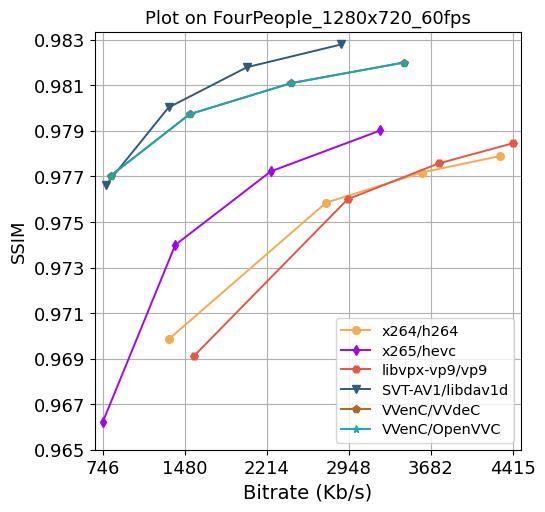 Plot on FourPeople_1280x720_60fps
0.983
0.981
0.979
0.977
0.975
0.973
0.971
0.969
0.967
0.965
SSIM
x264/h264
x265/hevc
libvpx-vp9/vp9
SVT-AV1/libdav1d
VVenC/VVdeC
VVenC/OpenVVC
746 1480 2214 2948 3682 4415
Bitrate (Kb/s)